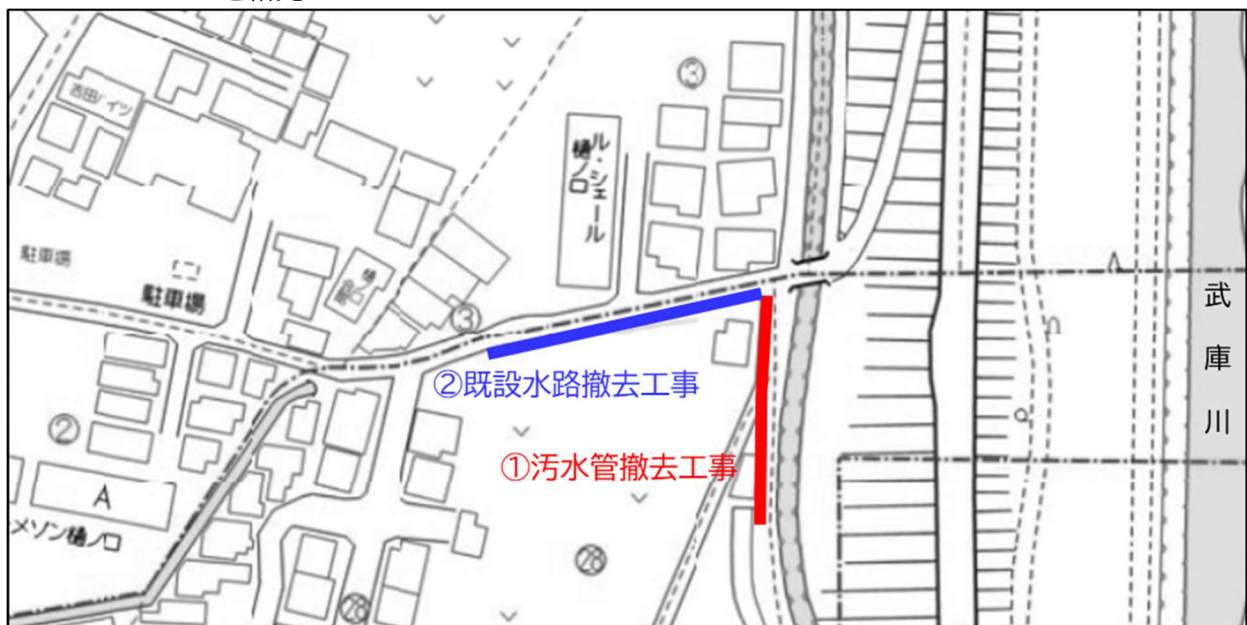 ③
吉田ハイツ
ル・シェール
樋ノ口
駐車場
駐車場
武庫川
③
②既設水路撤去工事
②
①汚水管撤去工事
A
メゾン樋ノ口
㉘
㉘